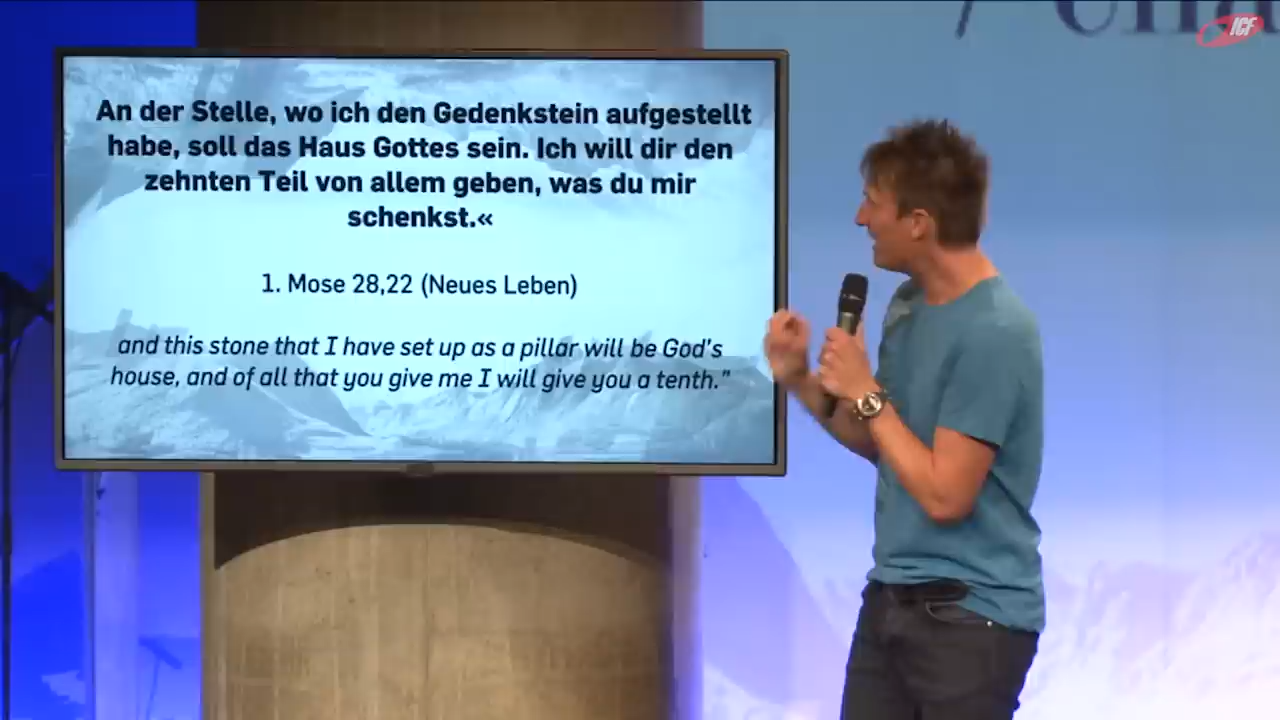 ICF
An der Stelle, wo ich den Gedenkstein aufgestellt
habe, soll das Haus Gottes sein. Ich will dir den
zehnten Teil von allem geben, was du mir
schenkst.«
1. Mose 28,22 (Neues Leben)
and this stone that I have set up as a pillar will be God's
house, and of all that you give me I will give you a tenth."